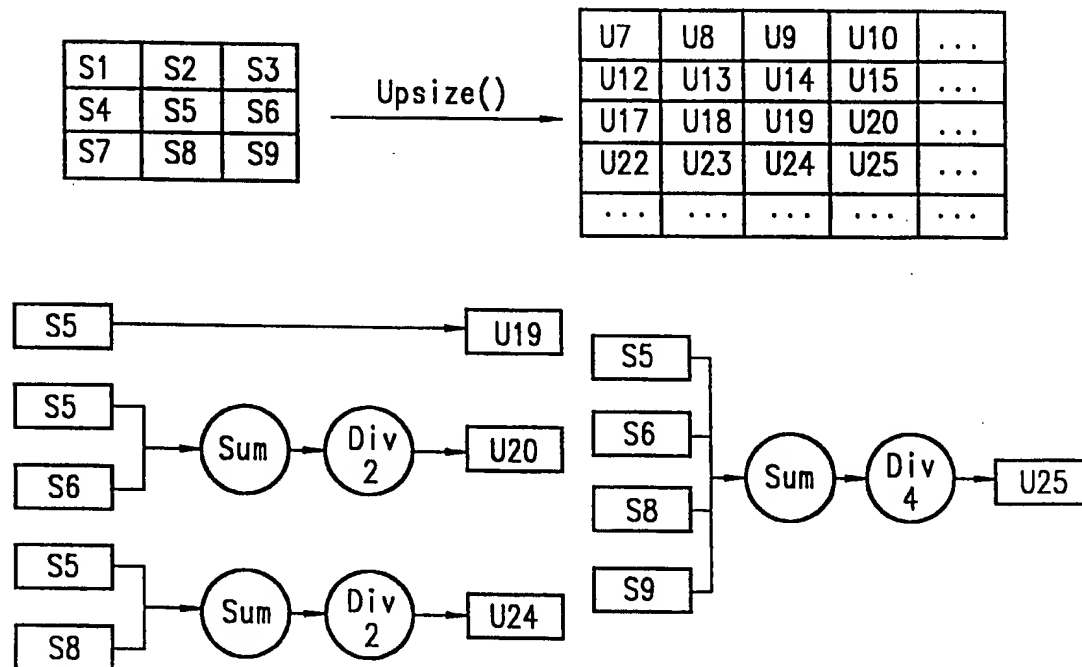 S1 S2 S3
S4 S5 S6
S7 S8 S9
Upsize()
U7 U8 U9 U10 ...
U12 U13 U14 U15 ...
U17 U18 U19 U20 ...
U22 U23 U24 U25 ...
... ... ... ... ...
S5 U19
S5
S6
Sum
Div
2
U20
S5
S8
Sum
Div
2
U24
S5
S6
S8
S9
Sum
Div
4
U25